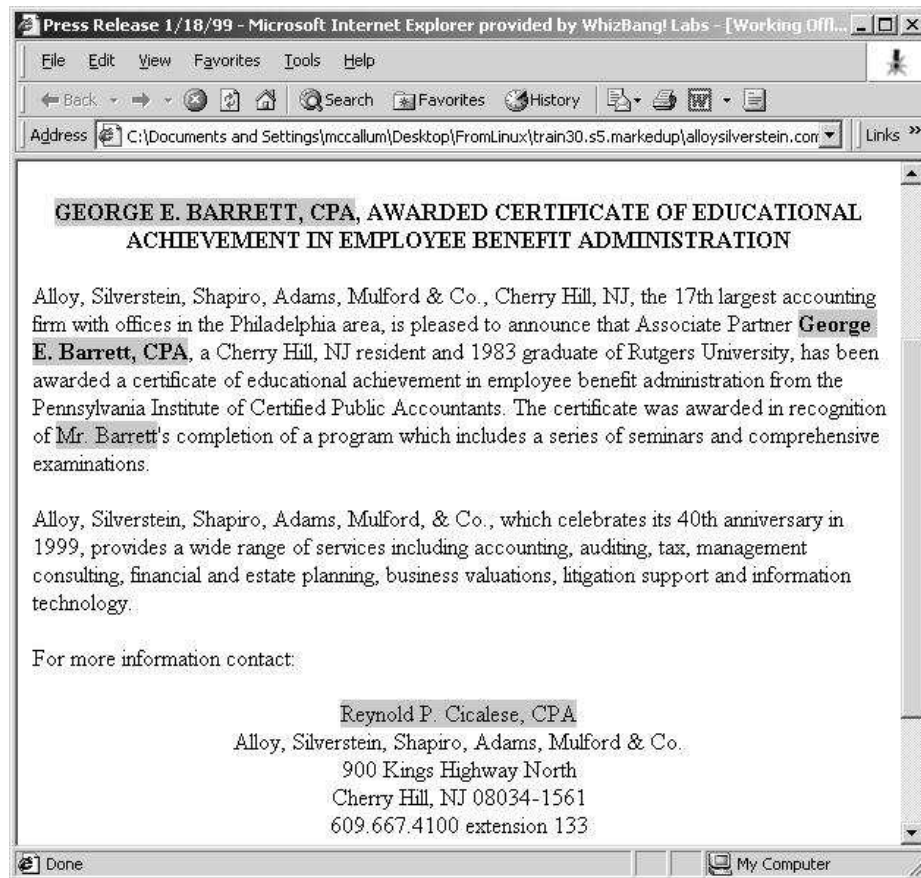 Press Release 1/18/99 - Microsoft Internet Explorer provided by WhizBang! Labs - [Working Offl...
File Edit View Favorites Tools Help
Back Search Favorites History
Address C:\Documents and Settings\mccallum\Desktop\FromLinux\train30.s5.markedup\alloysilverstein.com Links »
GEORGE E. BARRETT, CPA, AWARDED CERTIFICATE OF EDUCATIONAL
ACHIEVEMENT IN EMPLOYEE BENEFIT ADMINISTRATION
Alloy, Silverstein, Shapiro, Adams, Mulford & Co., Cherry Hill, NJ, the 17th largest accounting
firm with offices in the Philadelphia area, is pleased to announce that Associate Partner George
E. Barrett, CPA, a Cherry Hill, NJ resident and 1983 graduate of Rutgers University, has been
awarded a certificate of educational achievement in employee benefit administration from the
Pennsylvania Institute of Certified Public Accountants. The certificate was awarded in recognition
of Mr. Barrett's completion of a program which includes a series of seminars and comprehensive
examinations.
Alloy, Silverstein, Shapiro, Adams, Mulford, & Co., which celebrates its 40th anniversary in
1999, provides a wide range of services including accounting, auditing, tax, management
consulting, financial and estate planning, business valuations, litigation support and information
technology.
For more information contact:
Reynold P. Cicalese, CPA
Alloy, Silverstein, Shapiro, Adams, Mulford & Co.
900 Kings Highway North
Cherry Hill, NJ 08034-1561
609.667.4100 extension 133
Done My Computer